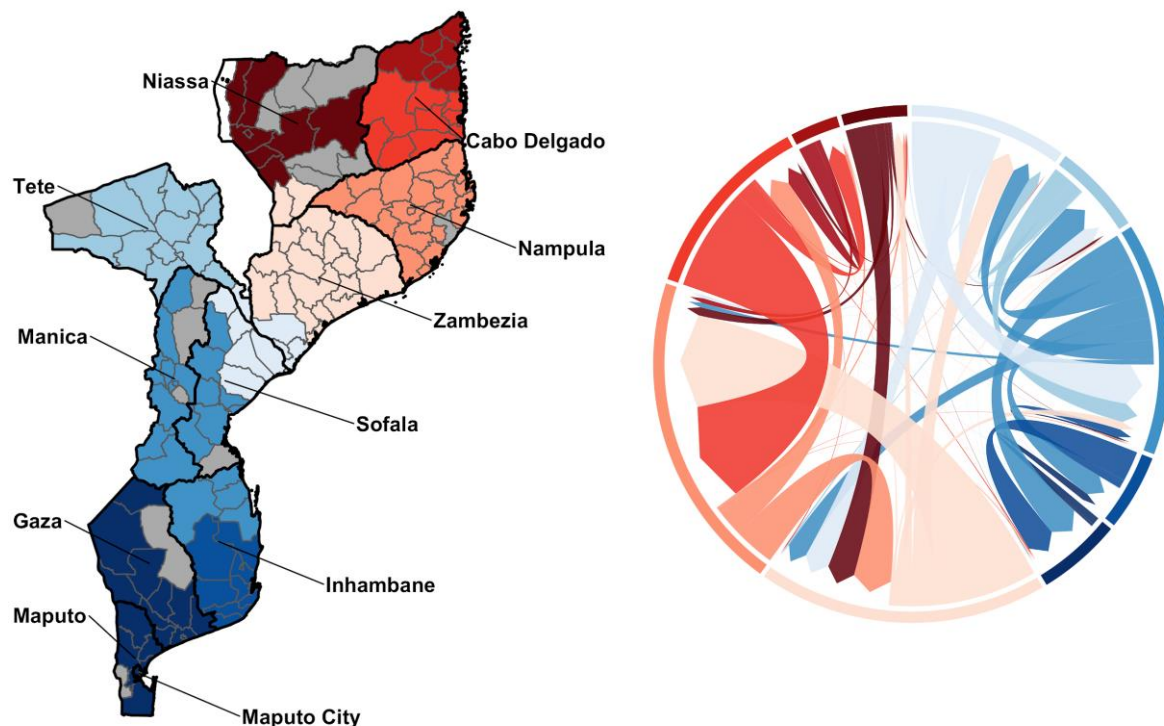 Niassa
Cabo Delgado
Tete
Nampula
Zambezia
Manica
Sofala
Gaza
Inhambane
Maputo
Maputo City